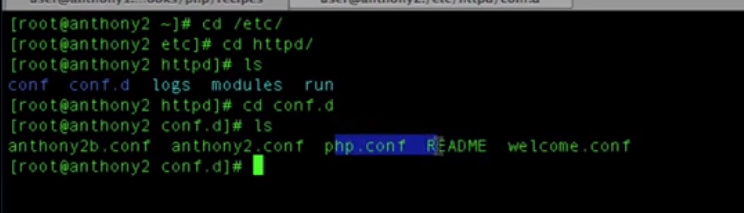 [root@anthony2 ~]# cd /etc/
[root@anthony2 etc]# cd httpd/
[root@anthony2 httpd]# ls
conf  conf.d  logs  modules  run
[root@anthony2 httpd]# cd conf.d
[root@anthony2 conf.d]# ls
anthony2b.conf  anthony2.conf  php.conf  README  welcome.conf
[root@anthony2 conf.d]#